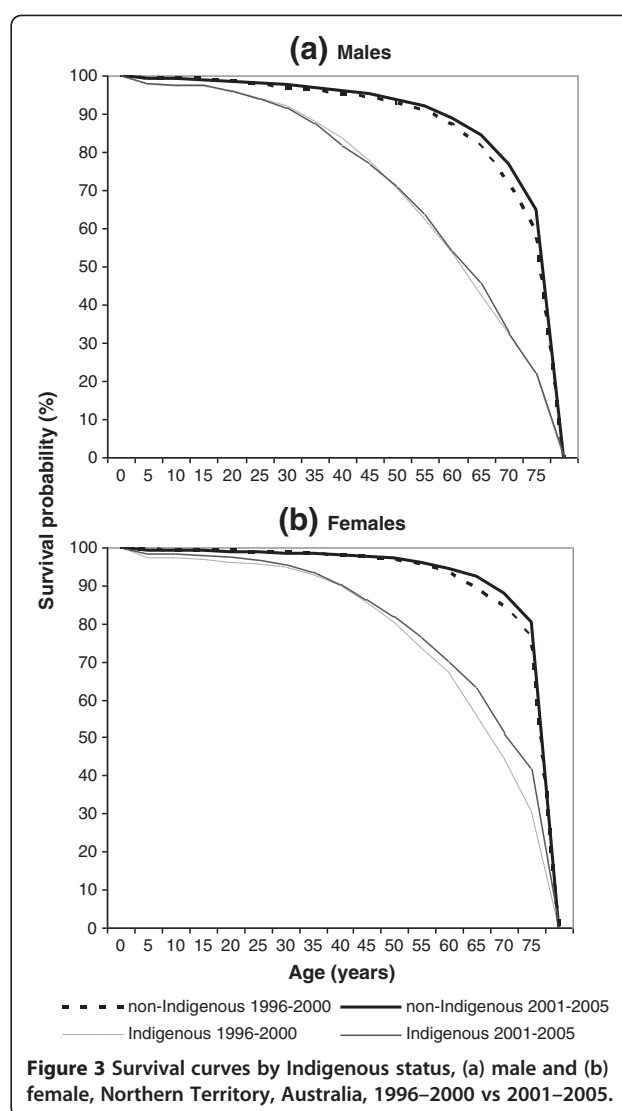 (a) Males
100
90
80
70
60
50
40
30
20
10
0
0 5 10 15 20 25 30 35 40 45 50 55 60 65 70 75
Survival probability (%)
(b) Females
100
90
80
70
60
50
40
30
20
10
0
0 5 10 15 20 25 30 35 40 45 50 55 60 65 70 75
Age (years)
non-Indigenous 1996-2000 non-Indigenous 2001-2005
Indigenous 1996-2000 Indigenous 2001-2005
Figure 3 Survival curves by Indigenous status, (a) male and (b)
female, Northern Territory, Australia, 1996–2000 vs 2001–2005.